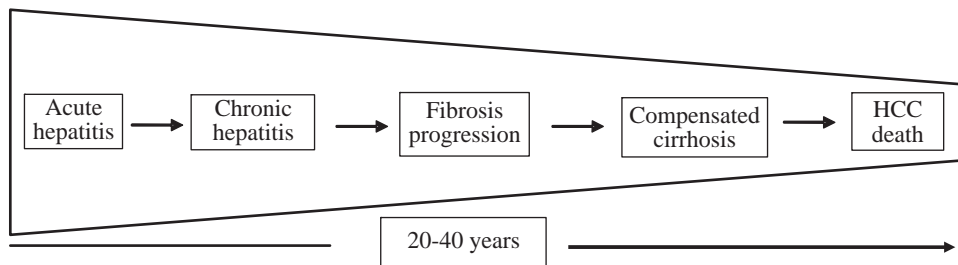 Acute
hepatitis
Chronic
hepatitis
Fibrosis
progression
Compensated
cirrhosis
HCC
death
20-40 years